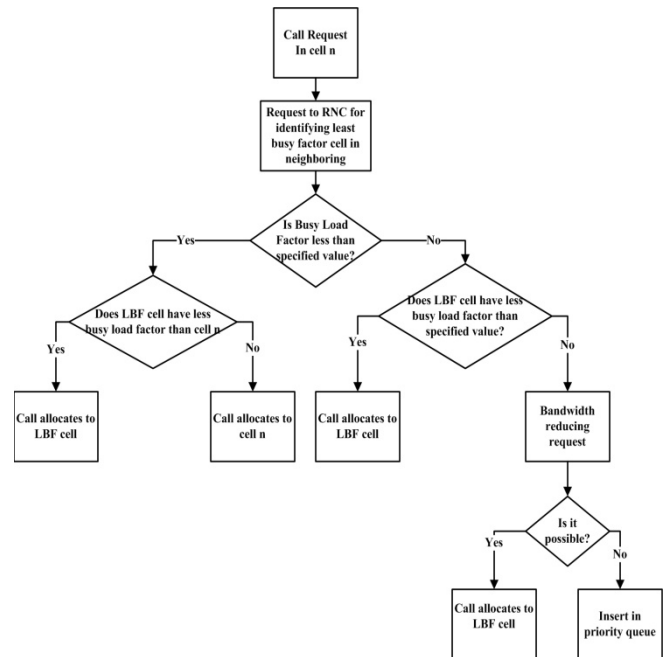 Call Request
In cell n
Request to RNC for
identifying least
busy factor cell in
neighboring
Is Busy Load
Factor less than
specified value?
Yes
No
Does LBF cell have less
busy load factor than cell n
Does LBF cell have less
busy load factor than
specified value?
Yes
No
Yes
No
Call allocates to
LBF cell
Call allocates to
cell n
Call allocates to
LBF cell
Bandwidth
reducing
request
Is it
possible?
Yes
No
Call allocates to
LBF cell
Insert in
priority queue